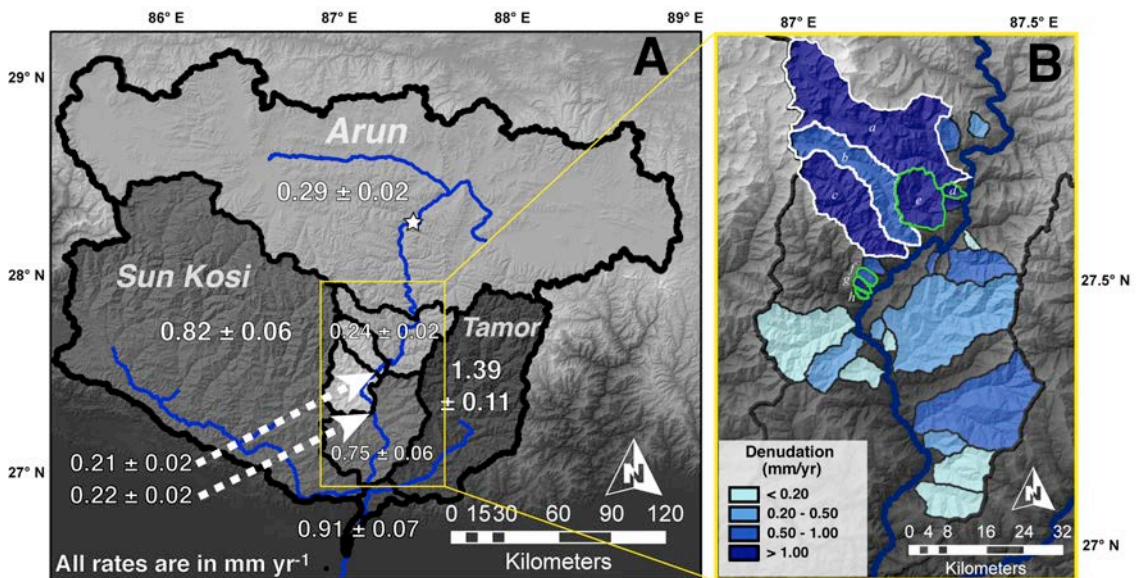 86° E
87° E
88° E
89° E
29° N
28° N
27° N
A
Arun
0.29 ± 0.02
Sun Kosi
0.82 ± 0.06
0.24 ± 0.02
Tamor
1.39
± 0.11
0.75 ± 0.06
0.21 ± 0.02
0.22 ± 0.02
0.91 ± 0.07
All rates are in mm yr-1
N
0 15 30 60 90 120
Kilometers
87° E
87.5° E
27.5° N
27° N
B
a
b
c
d
e
g
h
Denudation
(mm/yr)
< 0.20
0.20 - 0.50
0.50 - 1.00
> 1.00
N
0 4 8 16 24 32
Kilometers